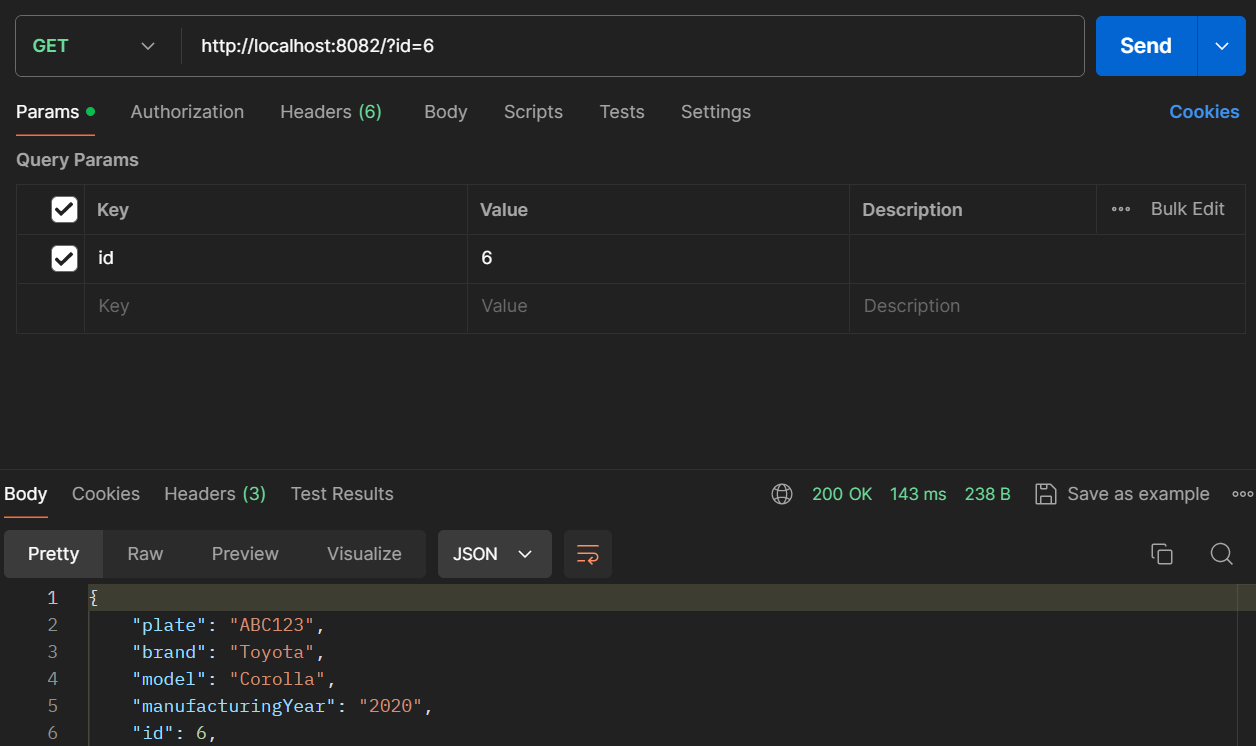 GET http://localhost:8082/?id=6 Send
Params Authorization Headers (6) Body Scripts Tests Settings Cookies
Query Params
Key Value Description Bulk Edit
id 6
Key Value Description
Body Cookies Headers (3) Test Results 200 OK 143 ms 238 B Save as example
Pretty Raw Preview Visualize JSON
1 {
2 "plate": "ABC123",
3 "brand": "Toyota",
4 "model": "Corolla",
5 "manufacturingYear": "2020",
6 "id": 6,